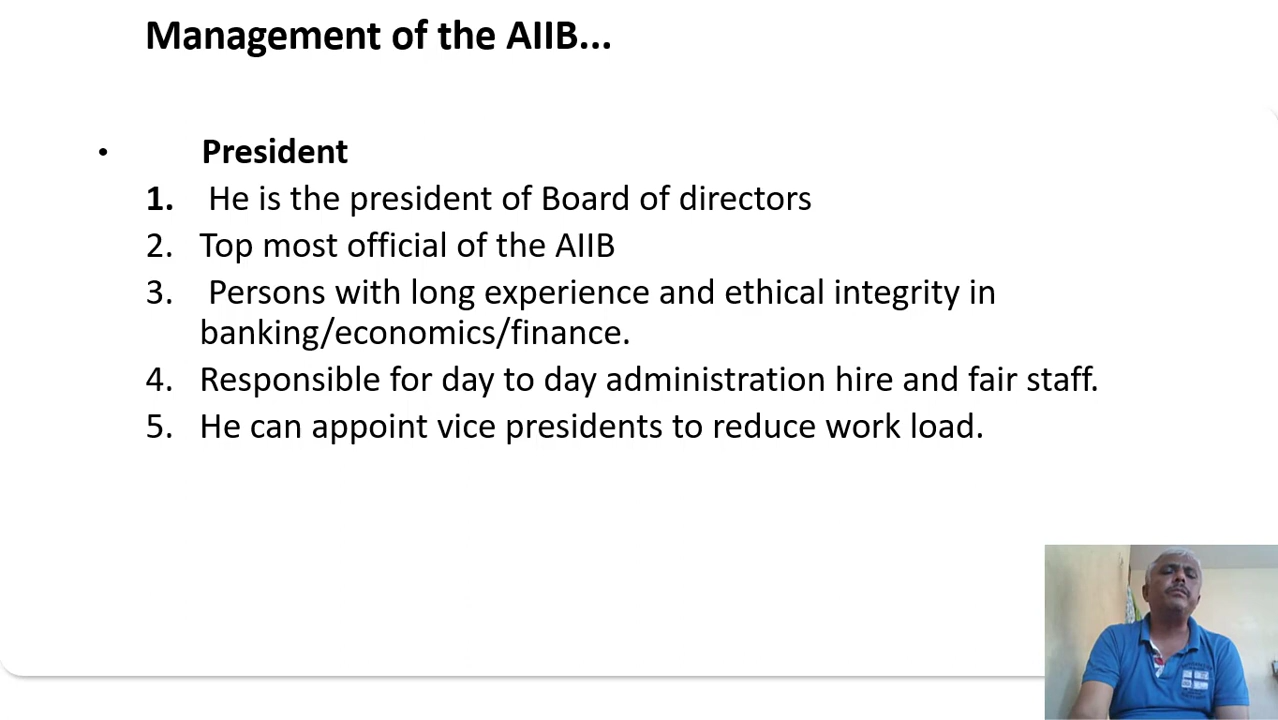 Management of the AIIB...
• President
1. He is the president of Board of directors
2. Top most official of the AIIB
3. Persons with long experience and ethical integrity in
banking/economics/finance.
4. Responsible for day to day administration hire and fair staff.
5. He can appoint vice presidents to reduce work load.